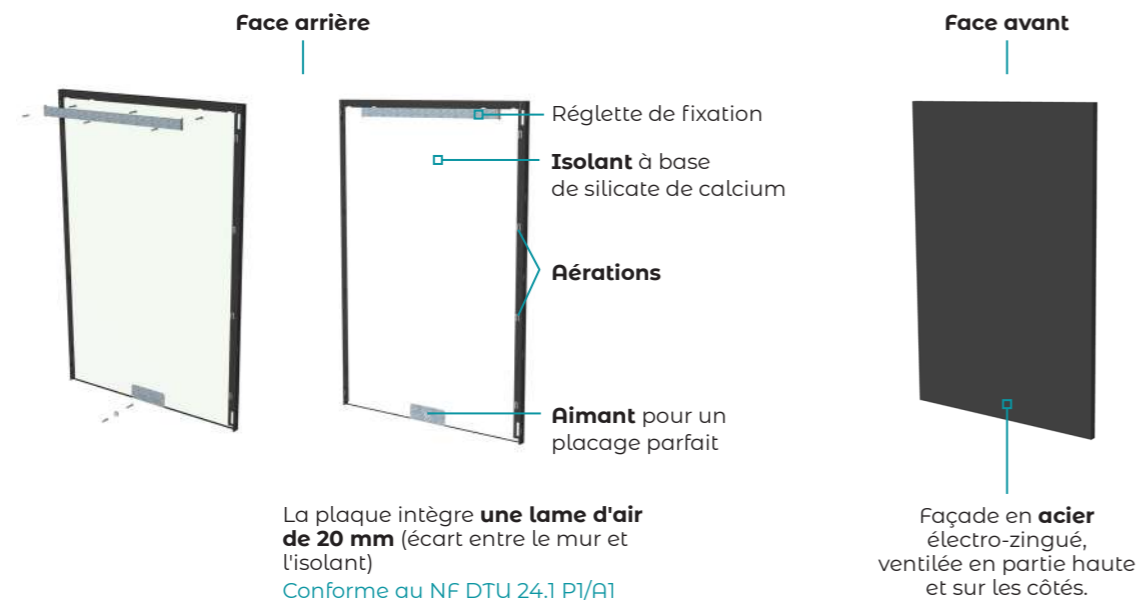 Face arrière
Face avant
Réglette de fixation
Isolant à base
de silicate de calcium
Aérations
Aimant pour un
placage parfait
La plaque intègre une lame d'air
de 20 mm (écart entre le mur et
l'isolant)
Conforme au NF DTU 24.1 P1/A1
Façade en acier
électro-zingué,
ventilée en partie haute
et sur les côtés.